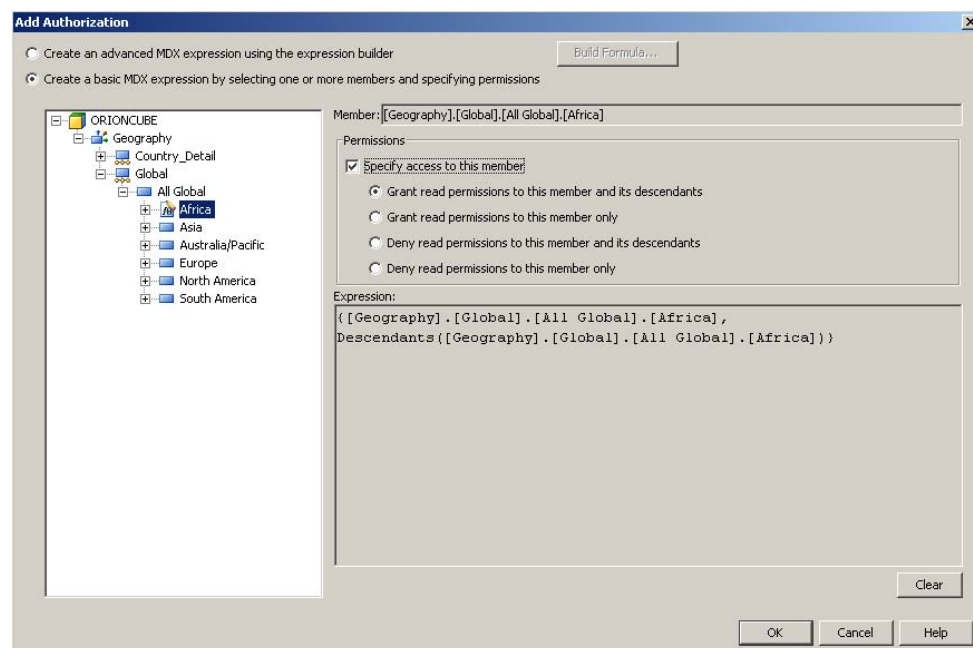 Add Authorization
Create an advanced MDX expression using the expression builder
Build Formula...
Create a basic MDX expression by selecting one or more members and specifying permissions
ORIONCUBE
Geography
Country_Detail
Global
All Global
Africa
Asia
Australia/Pacific
Europe
North America
South America
Member: [Geography].[Global].[All Global].[Africa]
Permissions
Specify access to this member
Grant read permissions to this member and its descendants
Grant read permissions to this member only
Deny read permissions to this member and its descendants
Deny read permissions to this member only
Expression:
{[Geography].[Global].[All Global].[Africa],
Descendants([Geography].[Global].[All Global].[Africa])}
Clear
OK
Cancel
Help